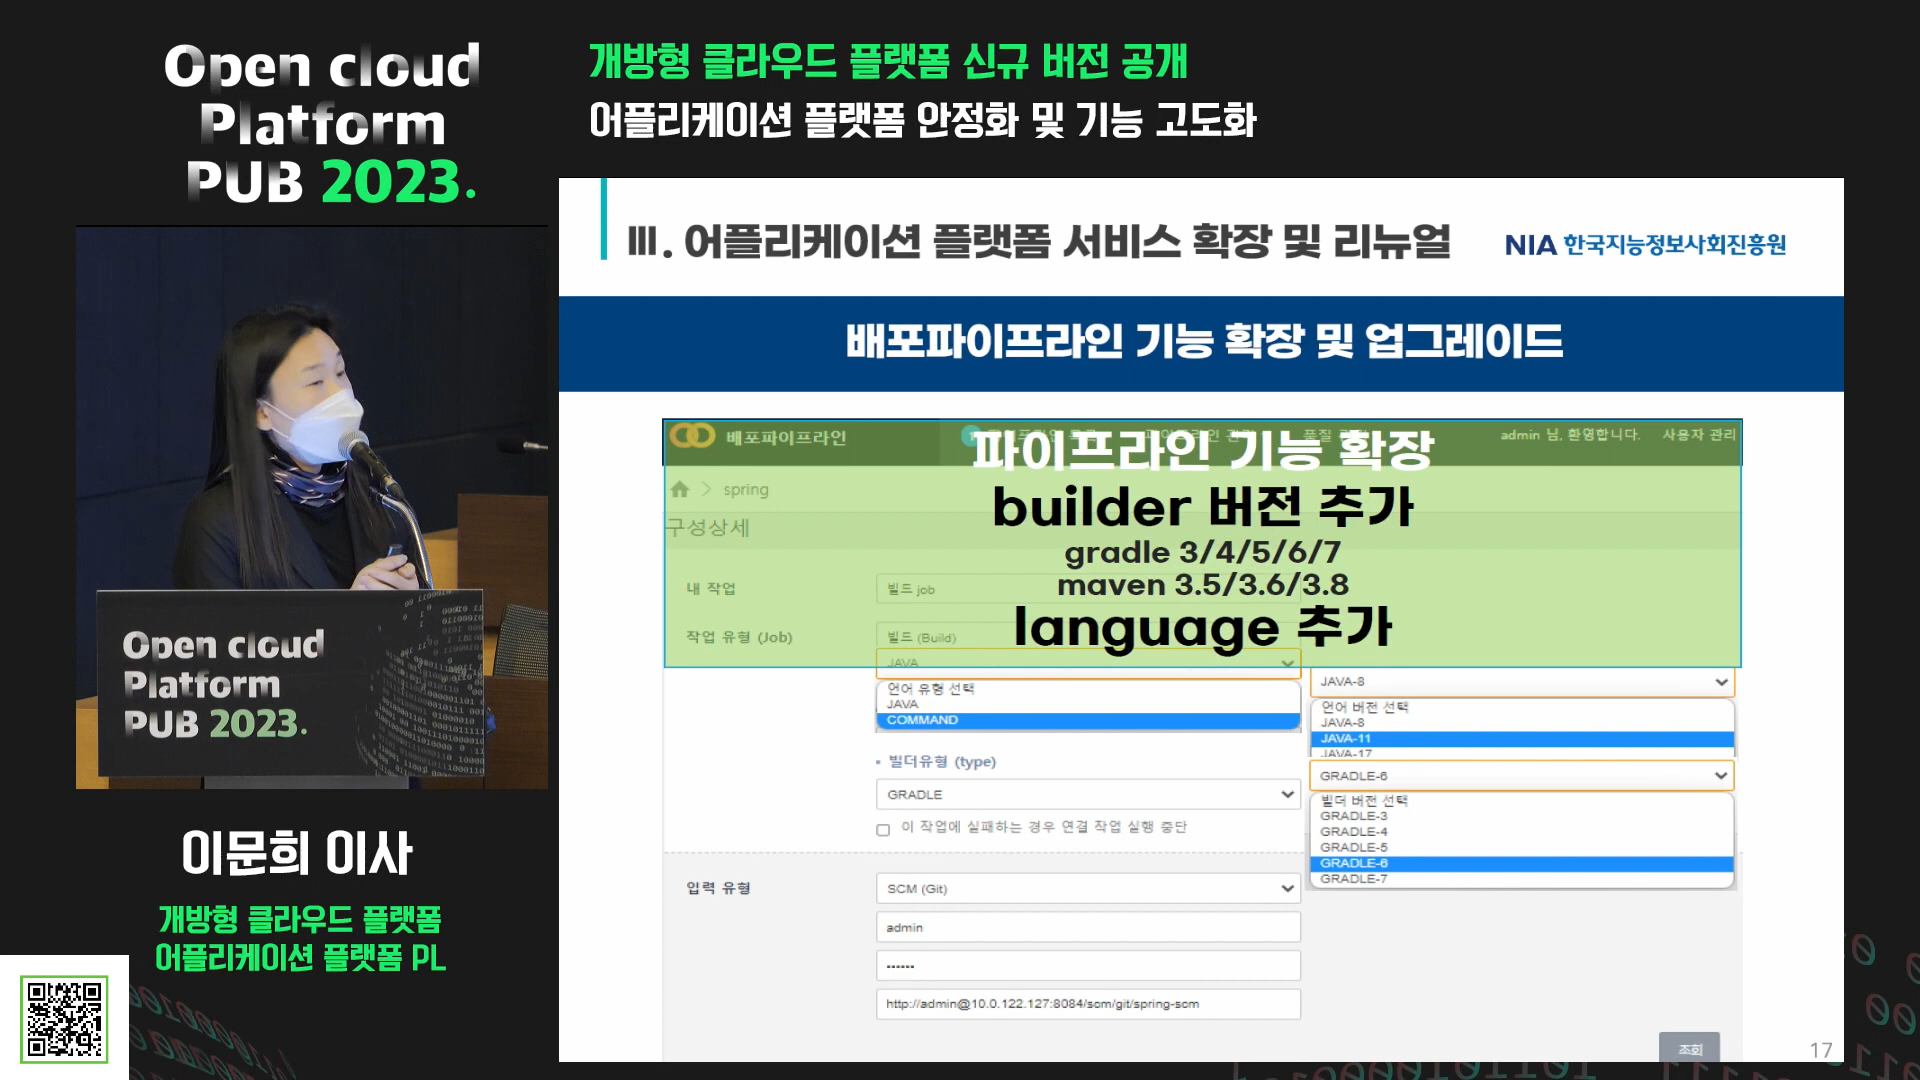 Open cloud
Platform
PUB 2023.
개방형 클라우드 플랫폼 신규 버전 공개
어플리케이션 플랫폼 안정화 및 기능 고도화
Ⅲ. 어플리케이션 플랫폼 서비스 확장 및 리뉴얼
NIA 한국지능정보사회진흥원
배포파이프라인 기능 확장 및 업그레이드
배포파이프라인
admin 님, 환영합니다.
사용자 관리
파이프라인 기능 확장
builder 버전 추가
gradle 3/4/5/6/7
maven 3.5/3.6/3.8
language 추가
spring
구성상세
내 작업
빌드 job
작업 유형 (Job)
빌드 (Build)
JAVA
언어 유형 선택
JAVA
COMMAND
JAVA-8
언어 버전 선택
JAVA-8
JAVA-11
JAVA-17
빌더유형 (type)
GRADLE
이 작업에 실패하는 경우 연결 작업 실행 중단
GRADLE-6
빌더 버전 선택
GRADLE-3
GRADLE-4
GRADLE-5
GRADLE-6
GRADLE-7
입력 유형
SCM (Git)
admin
••••••
http://admin@10.0.122.127:8084/scm/git/spring-scm
조회
17
Open cloud
Platform
PUB 2023.
이문희 이사
개방형 클라우드 플랫폼
어플리케이션 플랫폼 PL